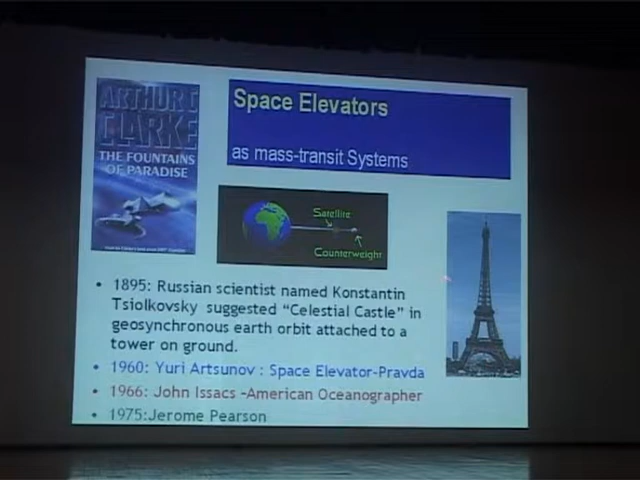 ARTHUR C
CLARKE
THE FOUNTAINS
OF PARADISE
Space Elevators
as mass-transit Systems
Satellite
Counterweight
• 1895: Russian scientist named Konstantin
Tsiolkovsky suggested “Celestial Castle” in
geosynchronous earth orbit attached to a
tower on ground.
• 1960: Yuri Artsunov : Space Elevator-Pravda
• 1966: John Issacs -American Oceanographer
• 1975:Jerome Pearson